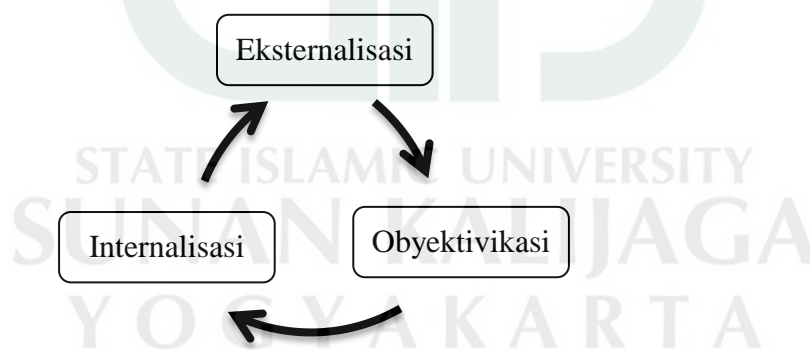 Eksternalisasi
STATE ISLAMIC UNIVERSITY
SUNAN KALIJAGA
Internalisasi
Obyektivikasi
YOGYAKARTA